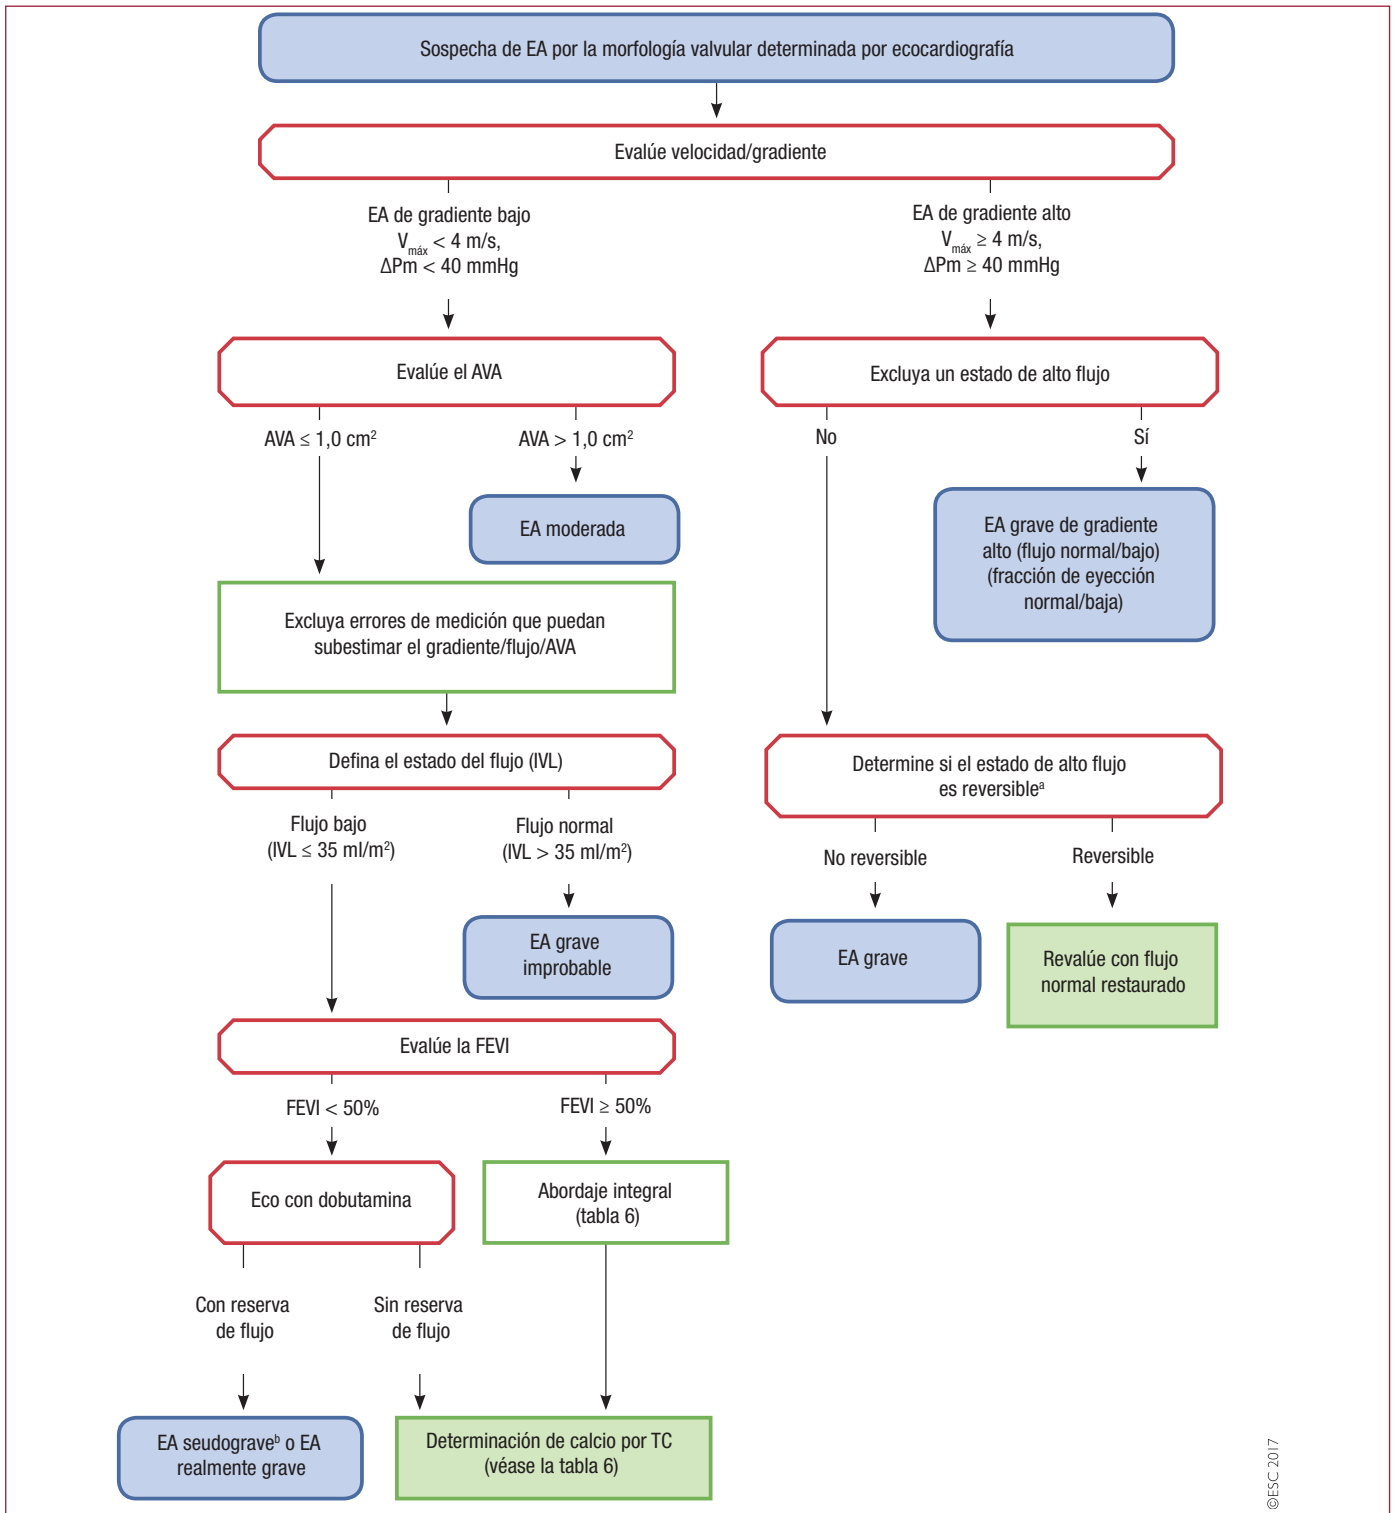 Sospecha de EA por la morfología valvular determinada por ecocardiografía
Evalúe velocidad/gradiente
EA de gradiente bajo
Vmáx < 4 m/s,
ΔPm < 40 mmHg
EA de gradiente alto
Vmáx ≥ 4 m/s,
ΔPm ≥ 40 mmHg
Evalúe el AVA
Excluya un estado de alto flujo
AVA ≤ 1,0 cm²
AVA > 1,0 cm²
No
Sí
EA moderada
EA grave de gradiente
alto (flujo normal/bajo)
(fracción de eyección
normal/baja)
Excluya errores de medición que puedan
subestimar el gradiente/flujo/AVA
Defina el estado del flujo (IVL)
Determine si el estado de alto flujo
es reversibleª
Flujo bajo
(IVL ≤ 35 ml/m²)
Flujo normal
(IVL > 35 ml/m²)
No reversible
Reversible
EA grave
improbable
EA grave
Revalúe con flujo
normal restaurado
Evalúe la FEVI
FEVI < 50%
FEVI ≥ 50%
Eco con dobutamina
Abordaje integral
(tabla 6)
Con reserva
de flujo
Sin reserva
de flujo
EA seudograveᵇ o EA
realmente grave
Determinación de calcio por TC
(véase la tabla 6)
©ESC 2017